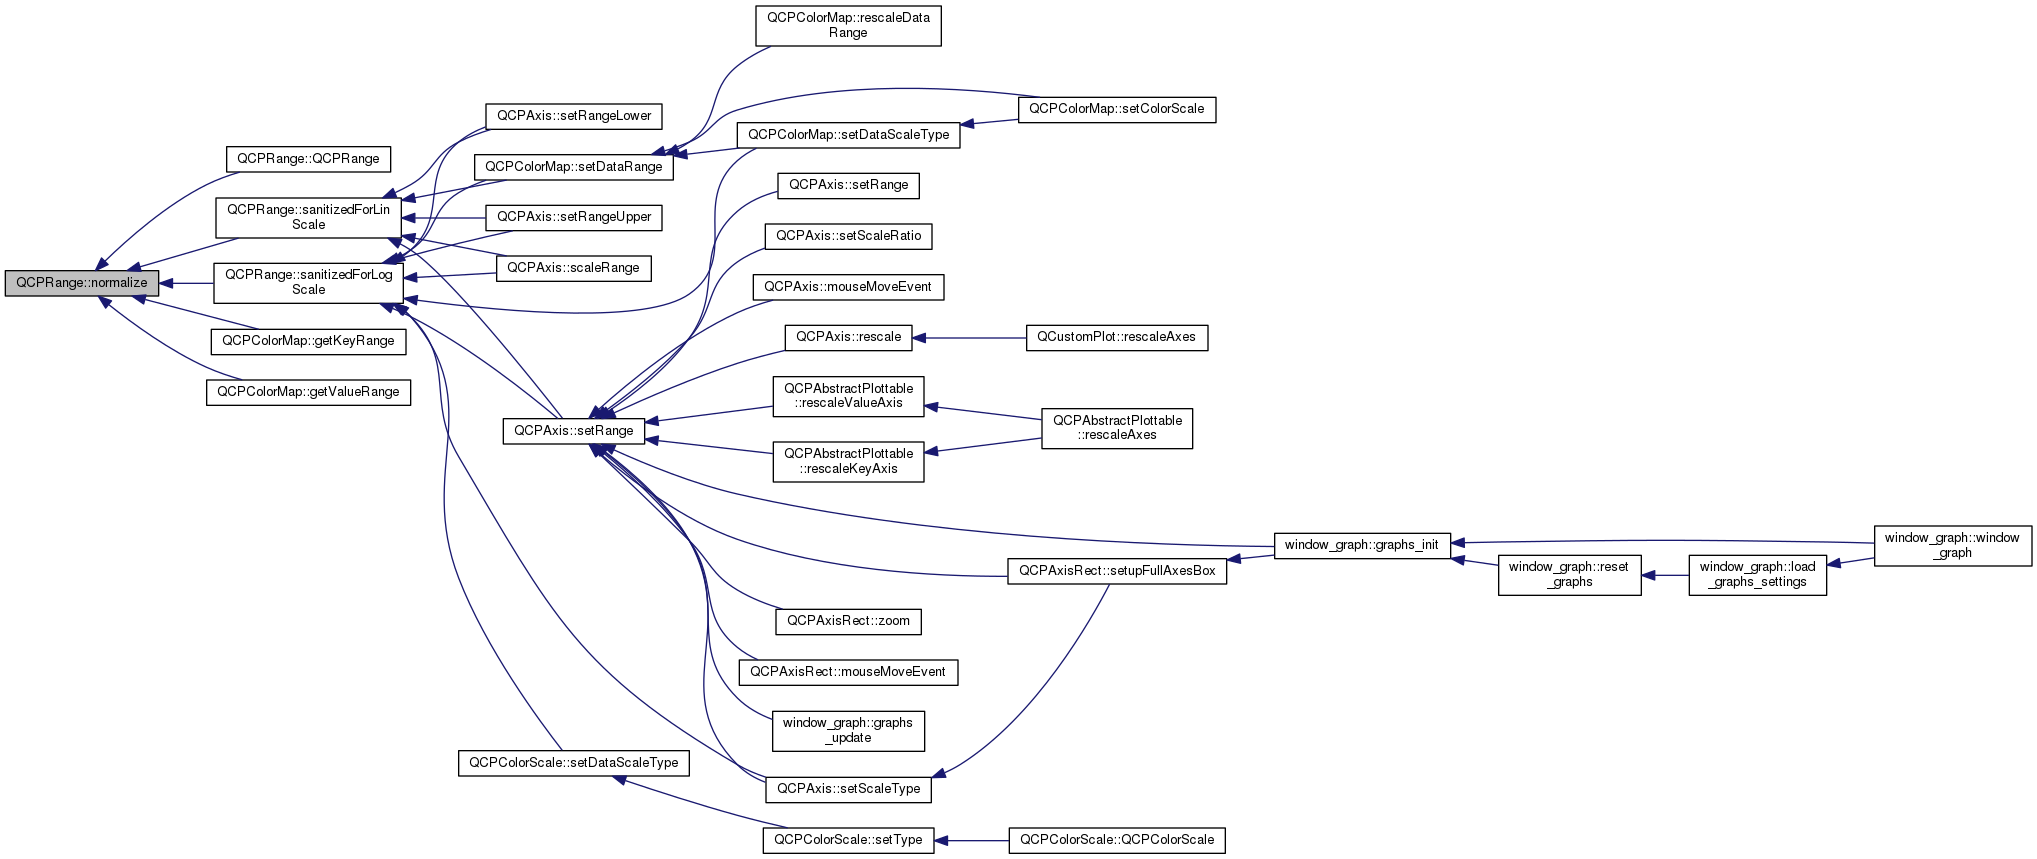 QCPColorMap::rescaleData
Range
QCPAxis::setRangeLower
QCPColorMap::setColorScale
QCPColorMap::setDataScaleType
QCPRange::QCPRange
QCPColorMap::setDataRange
QCPAxis::setRange
QCPRange::sanitizedForLin
Scale
QCPAxis::setRangeUpper
QCPAxis::setScaleRatio
QCPRange::normalize
QCPRange::sanitizedForLog
Scale
QCPAxis::scaleRange
QCPAxis::mouseMoveEvent
QCPColorMap::getKeyRange
QCPAxis::rescale
QCustomPlot::rescaleAxes
QCPColorMap::getValueRange
QCPAbstractPlottable
::rescaleValueAxis
QCPAxis::setRange
QCPAbstractPlottable
::rescaleAxes
QCPAbstractPlottable
::rescaleKeyAxis
window_graph::graphs_init
window_graph::window
_graph
QCPAxisRect::setupFullAxesBox
window_graph::reset
_graphs
window_graph::load
_graphs_settings
QCPAxisRect::zoom
QCPAxisRect::mouseMoveEvent
window_graph::graphs
_update
QCPColorScale::setDataScaleType
QCPAxis::setScaleType
QCPColorScale::setType
QCPColorScale::QCPColorScale